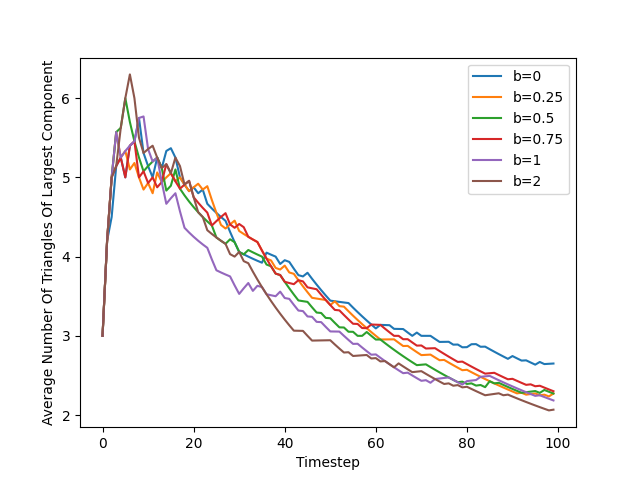 Average Number Of Triangles Of Largest Component
6
5
4
3
2
0
20
40
60
80
100
Timestep
b=0
b=0.25
b=0.5
b=0.75
b=1
b=2